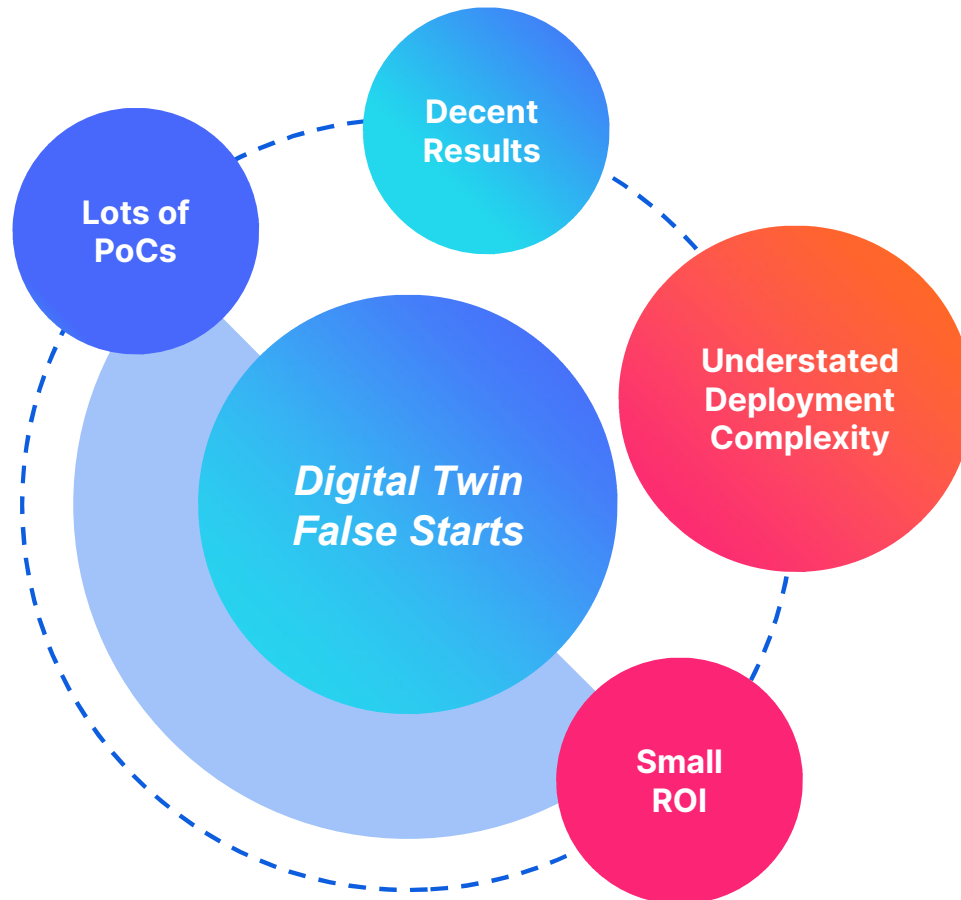 Decent
Results
Lots of
PoCs
Understated
Deployment
Complexity
Digital Twin
False Starts
Small
ROI